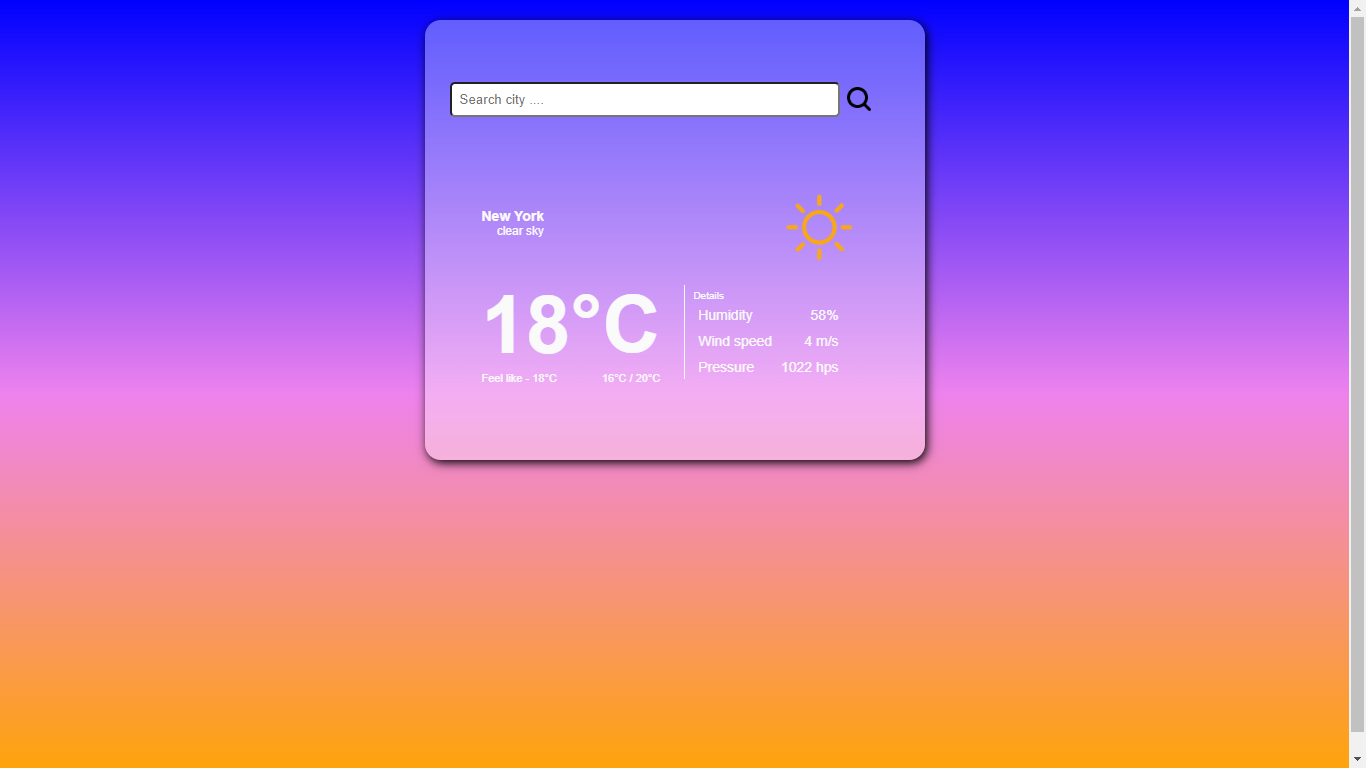 Search city ....
New York
clear sky
18°C
Feel like - 18°C
16°C / 20°C
Details
Humidity 58%
Wind speed 4 m/s
Pressure 1022 hps